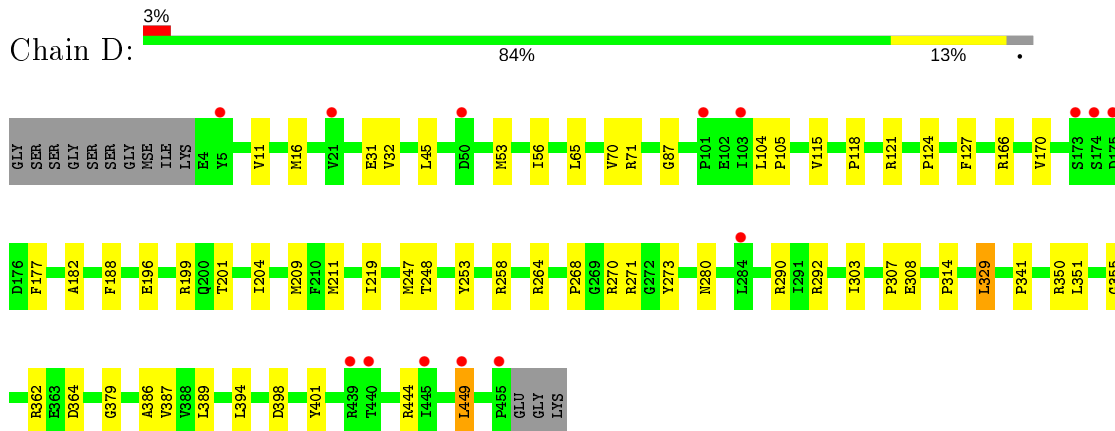 3%
Chain D:
84% 13% •
GLY SER SER GLY SER SER GLY MSE ILE LYS E4 Y5 V11 M16 V21 E31 V32 L45 D50 M53 I56 L65 V70 R71 G87 P101 E102 I103 L104 P105 V115 P118 R121 P124 F127 R166 V170 S173 S174 D175
D176 F177 A182 F188 E196 R199 Q200 T201 I204 M209 F210 M211 I219 M247 T248 Y253 R258 R264 P268 G269 R270 R271 G272 Y273 N280 L284 R290 I291 R292 I303 P307 E308 P314 L329 P341 R350 L351 G355
R362 E363 D364 G379 A386 V387 V388 L389 L394 D398 Y401 R439 T440 R444 I445 L449 P455 GLU GLY LYS